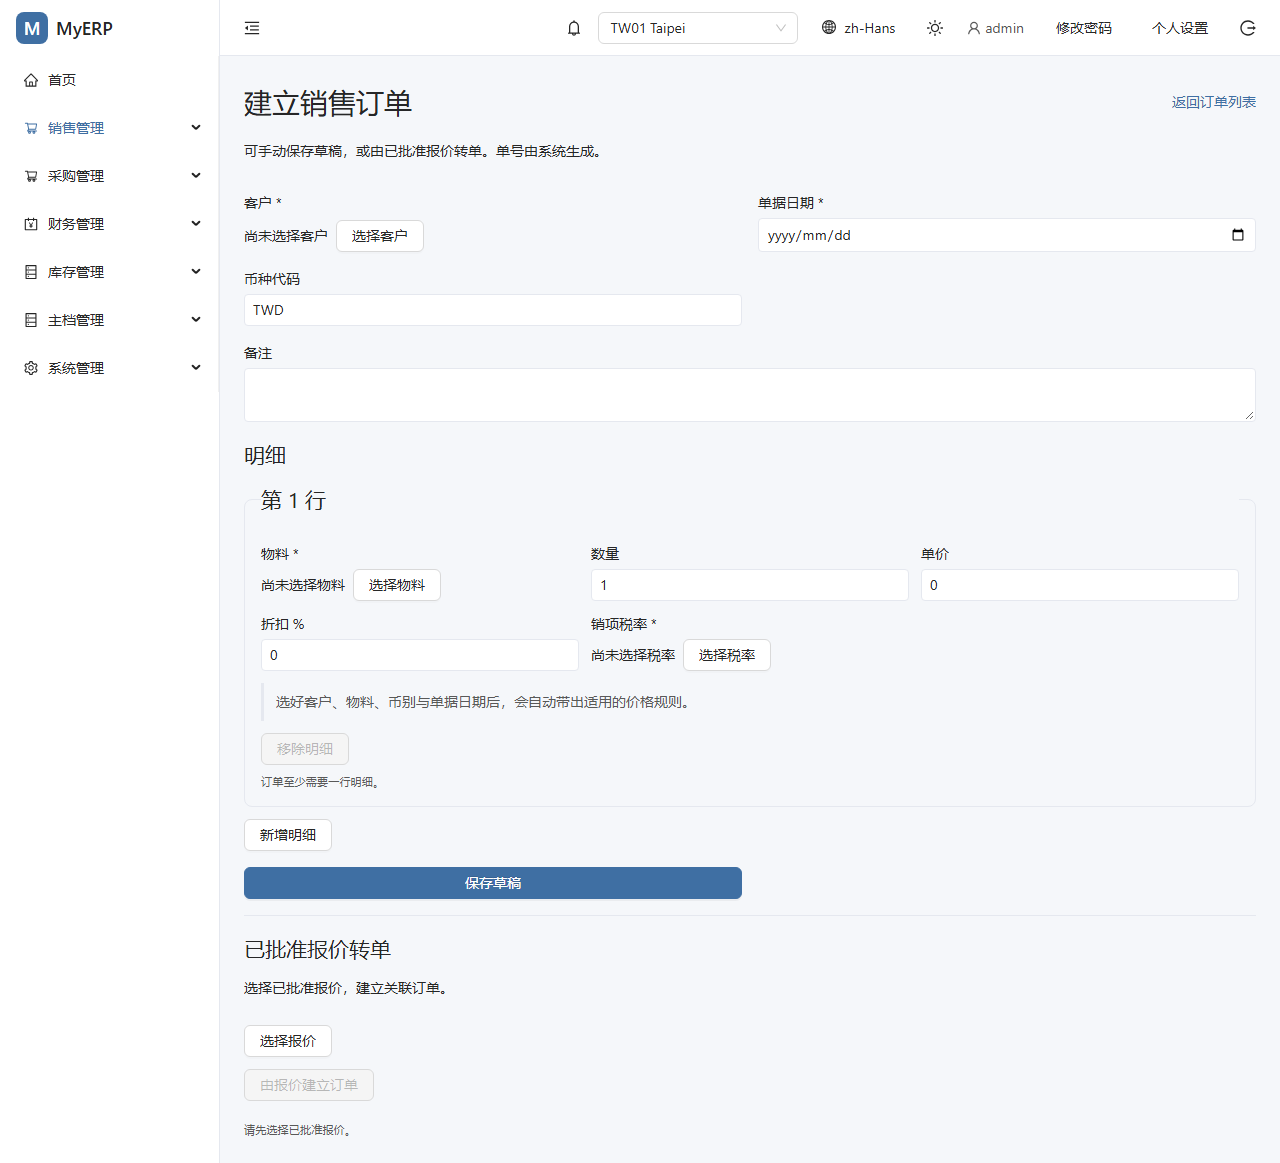 M MyERP
TW01 Taipei
zh-Hans
admin
修改密码
个人设置
首页
销售管理
采购管理
财务管理
库存管理
主档管理
系统管理
建立销售订单
返回订单列表
可手动保存草稿，或由已批准报价转单。单号由系统生成。
客户 *
单据日期 *
尚未选择客户 选择客户
yyyy/mm/dd
币种代码
TWD
备注
明细
第 1 行
物料 *
数量
单价
尚未选择物料 选择物料
1
0
折扣 %
销项税率 *
0
尚未选择税率 选择税率
选好客户、物料、币别与单据日期后，会自动带出适用的价格规则。
移除明细
订单至少需要一行明细。
新增明细
保存草稿
已批准报价转单
选择已批准报价，建立关联订单。
选择报价
由报价建立订单
请先选择已批准报价。